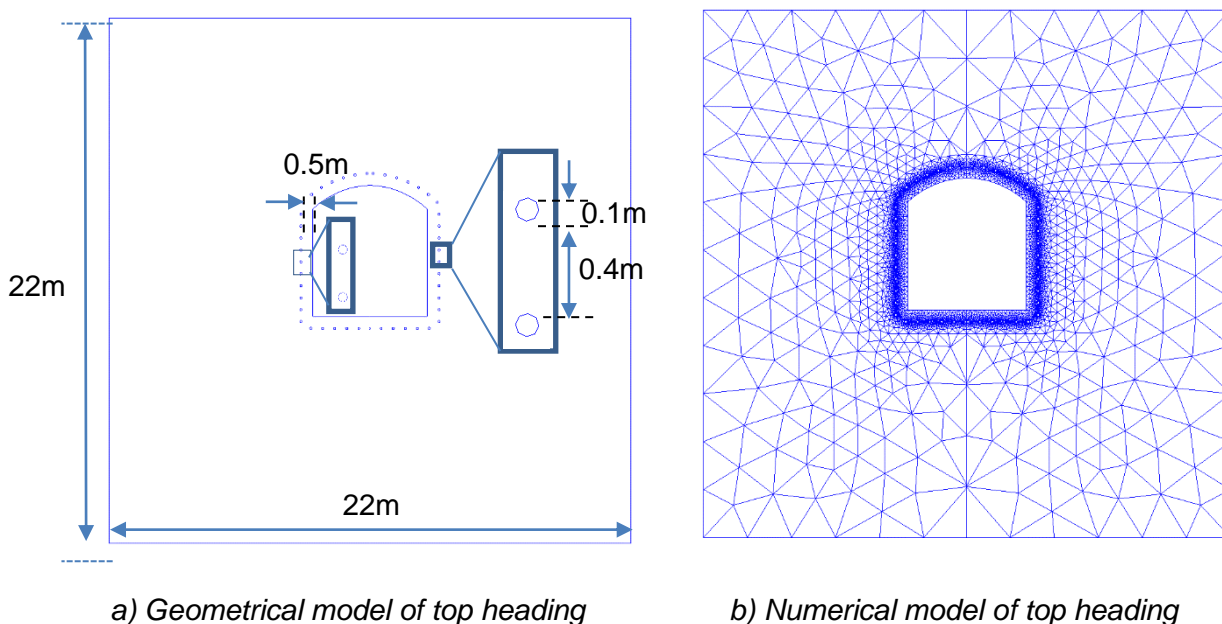 0.5m
0.1m
0.4m
22m
22m
a) Geometrical model of top heading
b) Numerical model of top heading